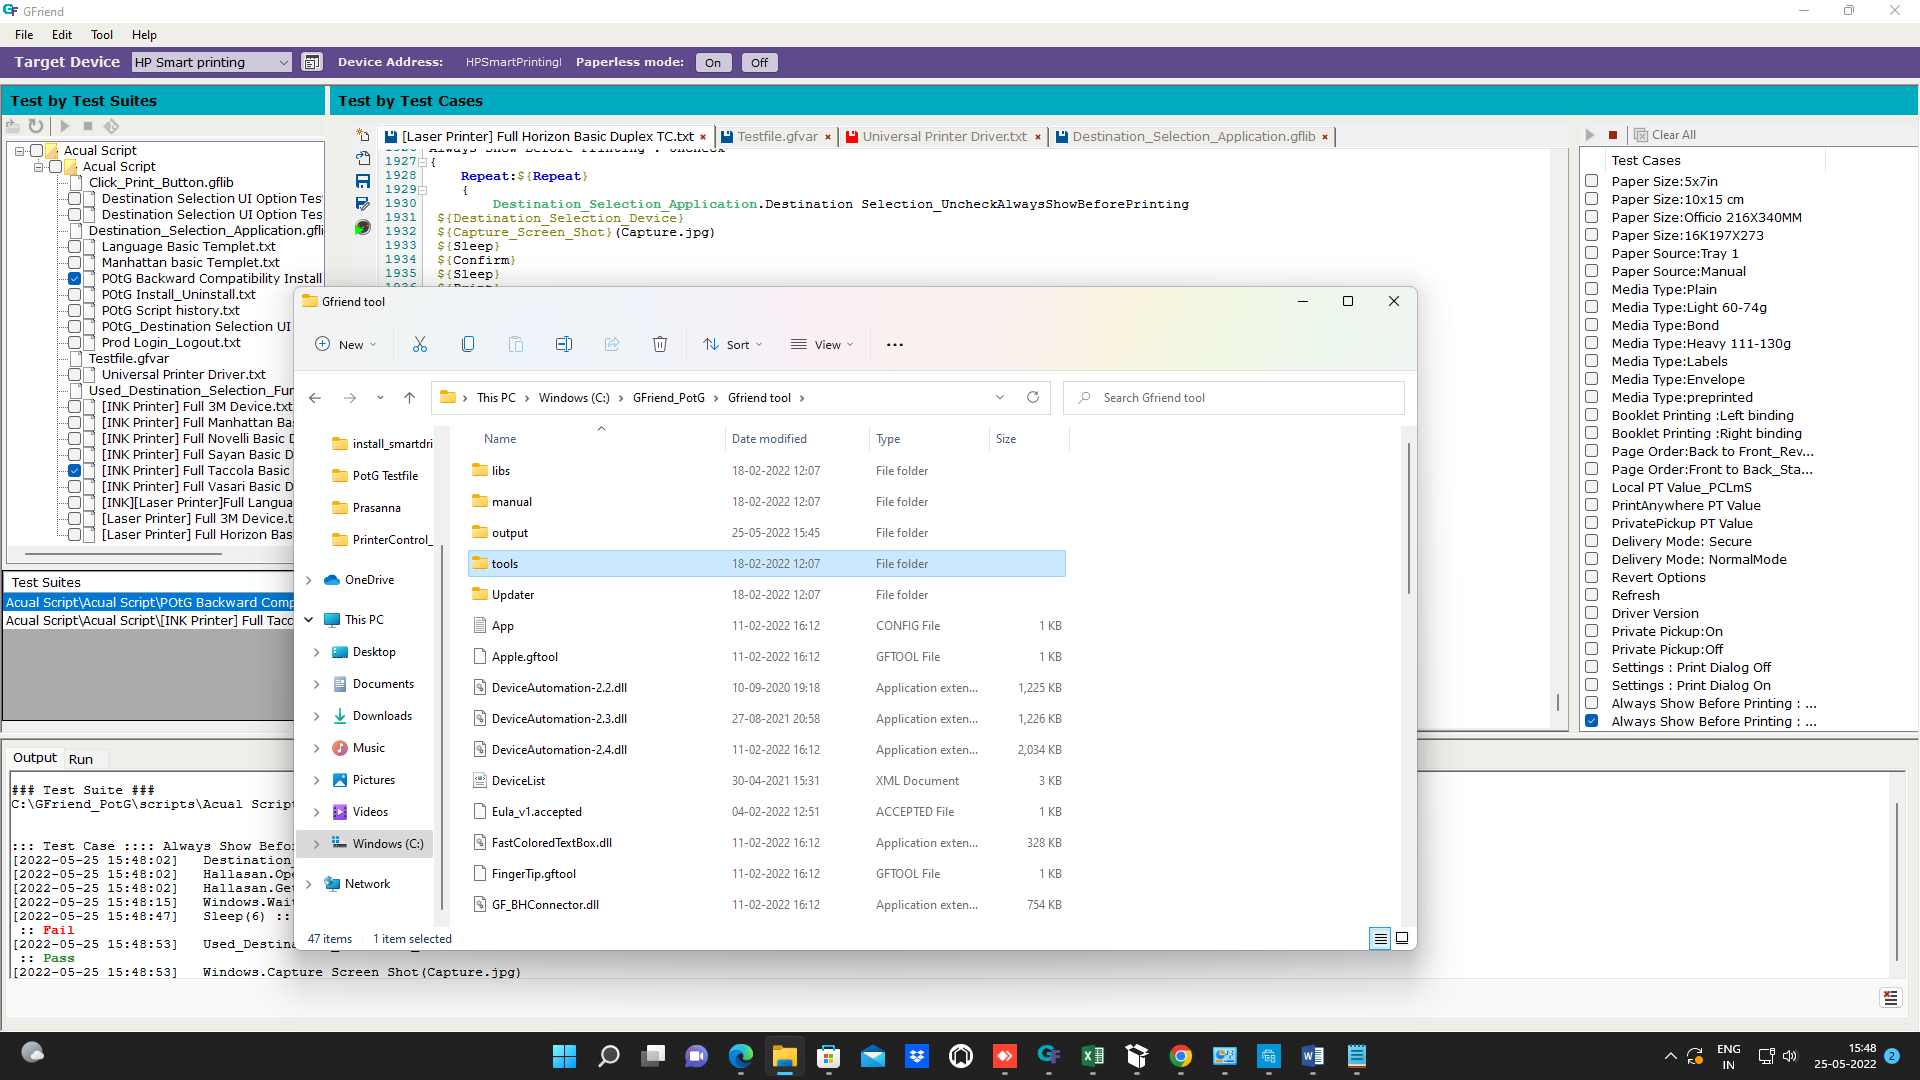 GFriend
File Edit Tool Help
Target Device HP Smart printing Device Address: HPSmartPrintingI Paperless mode: On Off
Test by Test Suites
Test by Test Cases
Acual Script
Acual Script
Click_Print_Button.gflib
Destination Selection UI Option Tes
Destination Selection UI Option Tes
Destination_Selection_Application.gfli
Language Basic Templet.txt
Manhattan basic Templet.txt
POtG Backward Compatibility Install
POtG Install_Uninstall.txt
POtG Script history.txt
POtG_Destination Selection UI
Prod Login_Logout.txt
Testfile.gfvar
Universal Printer Driver.txt
Used_Destination_Selection_Fur
[INK Printer] Full 3M Device.txt
[INK Printer] Full Manhattan Bas
[INK Printer] Full Novelli Basic D
[INK Printer] Full Sayan Basic D
[INK Printer] Full Taccola Basic
[INK Printer] Full Vasari Basic D
[INK][Laser Printer]Full Langua
[Laser Printer] Full 3M Device.t
[Laser Printer] Full Horizon Bas
Test Suites
Acual Script\Acual Script\POtG Backward Comp
Acual Script\Acual Script\[INK Printer] Full Tacc
[Laser Printer] Full Horizon Basic Duplex TC.txt Testfile.gfvar Universal Printer Driver.txt Destination_Selection_Application.gflib
1926 Always Show Before Printing : Uncheck
1927 {
1928 Repeat:${Repeat}
1929 {
1930 Destination_Selection_Application.Destination Selection_UncheckAlwaysShowBeforePrinting
1931 ${Destination_Selection_Device}
1932 ${Capture_Screen_Shot}(Capture.jpg)
1933 ${Sleep}
1934 ${Confirm}
1935 ${Sleep}
1936 ${Print}
Clear All
Test Cases
Paper Size:5x7in
Paper Size:10x15 cm
Paper Size:Officio 216X340MM
Paper Size:16K197X273
Paper Source:Tray 1
Paper Source:Manual
Media Type:Plain
Media Type:Light 60-74g
Media Type:Bond
Media Type:Heavy 111-130g
Media Type:Labels
Media Type:Envelope
Media Type:preprinted
Booklet Printing :Left binding
Booklet Printing :Right binding
Page Order:Back to Front_Rev...
Page Order:Front to Back_Sta...
Local PT Value_PCLmS
PrintAnywhere PT Value
PrivatePickup PT Value
Delivery Mode: Secure
Delivery Mode: NormalMode
Revert Options
Refresh
Driver Version
Private Pickup:On
Private Pickup:Off
Settings : Print Dialog Off
Settings : Print Dialog On
Always Show Before Printing : ...
Always Show Before Printing : ...
Gfriend tool
New Sort View
This PC > Windows (C:) > GFriend_PotG > Gfriend tool >
Search Gfriend tool
install_smartdri
PotG Testfile
Prasanna
PrinterControl_
OneDrive
This PC
Desktop
Documents
Downloads
Music
Pictures
Videos
Windows (C:)
Network
Name Date modified Type Size
libs 18-02-2022 12:07 File folder
manual 18-02-2022 12:07 File folder
output 25-05-2022 15:45 File folder
tools 18-02-2022 12:07 File folder
Updater 18-02-2022 12:07 File folder
App 11-02-2022 16:12 CONFIG File 1 KB
Apple.gftool 11-02-2022 16:12 GFTOOL File 1 KB
DeviceAutomation-2.2.dll 10-09-2020 19:18 Application exten... 1,225 KB
DeviceAutomation-2.3.dll 27-08-2021 20:58 Application exten... 1,226 KB
DeviceAutomation-2.4.dll 11-02-2022 16:12 Application exten... 2,034 KB
DeviceList 30-04-2021 15:31 XML Document 3 KB
Eula_v1.accepted 04-02-2022 12:51 ACCEPTED File 1 KB
FastColoredTextBox.dll 11-02-2022 16:12 Application exten... 328 KB
FingerTip.gftool 11-02-2022 16:12 GFTOOL File 1 KB
GF_BHConnector.dll 11-02-2022 16:12 Application exten... 754 KB
47 items 1 item selected
Output Run
### Test Suite ###
C:\GFriend_PotG\scripts\Acual Script
::: Test Case :::: Always Show Befo
[2022-05-25 15:48:02] Destination_
[2022-05-25 15:48:02] Hallasan.Ope
[2022-05-25 15:48:02] Hallasan.Get
[2022-05-25 15:48:15] Windows.Wait
[2022-05-25 15:48:47] Sleep(6) ::
:: Fail
[2022-05-25 15:48:53] Used_Destina
:: Pass
[2022-05-25 15:48:53] Windows.Capture Screen Shot(Capture.jpg)
ENG
IN
15:48
25-05-2022
2